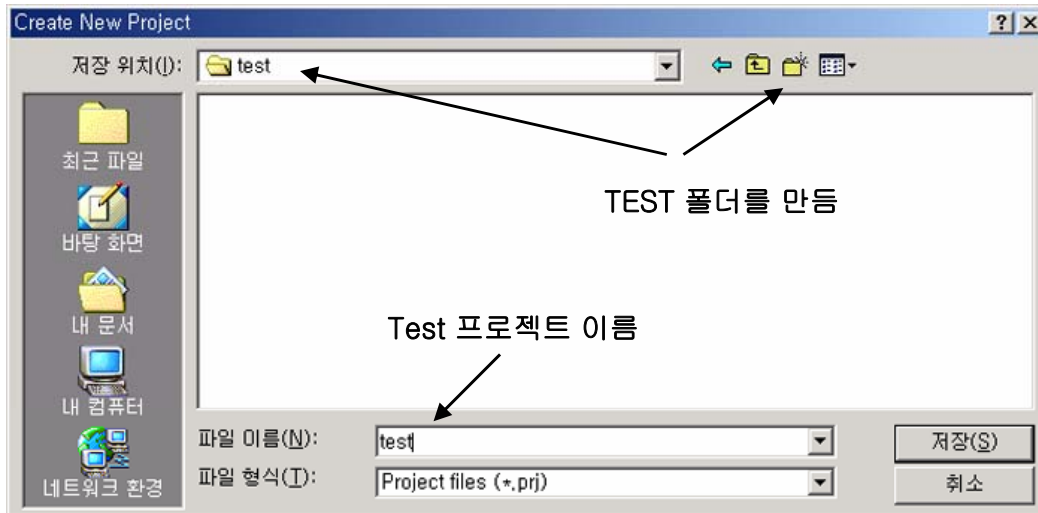 Create New Project
저장 위치(I): test
최근 파일
바탕 화면
TEST 폴더를 만듬
내 문서
Test 프로젝트 이름
내 컴퓨터
네트워크 환경
파일 이름(N): test 저장(S)
파일 형식(T): Project files (*.prj) 취소